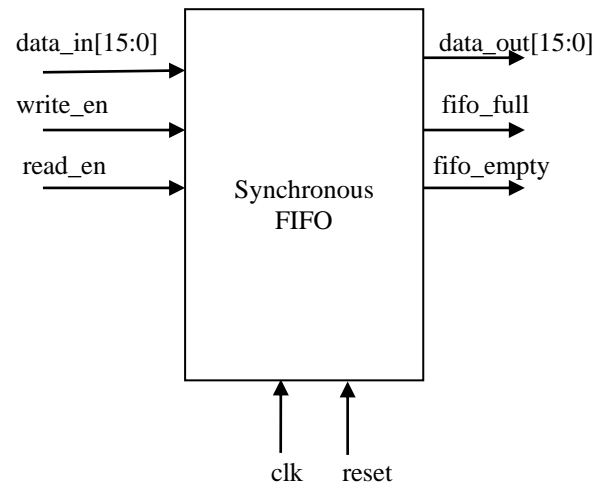 data_in[15:0]
data_out[15:0]
write_en
fifo_full
read_en
fifo_empty
Synchronous
FIFO
clk
reset